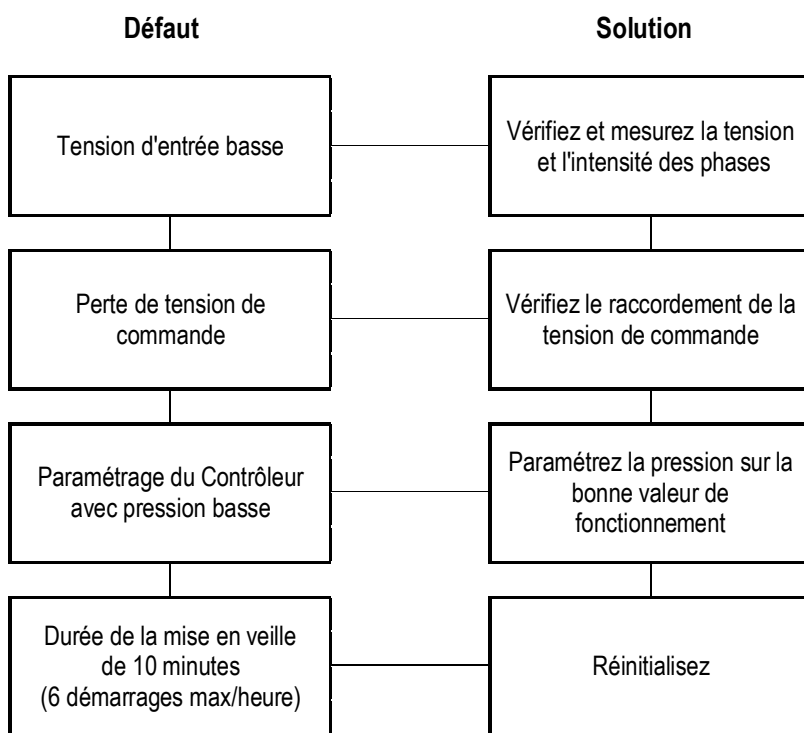 Défaut
Solution
Tension d'entrée basse
Vérifiez et mesurez la tension
et l'intensité des phases
Perte de tension de
commande
Vérifiez le raccordement de la
tension de commande
Paramétrage du Contrôleur
avec pression basse
Paramétrez la pression sur la
bonne valeur de
fonctionnement
Durée de la mise en veille
de 10 minutes
(6 démarrages max/heure)
Réinitialisez